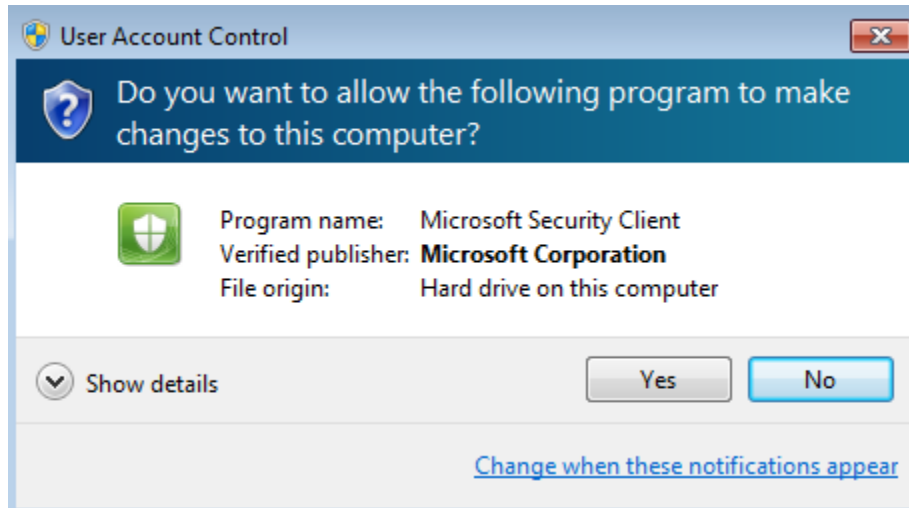 User Account Control
Do you want to allow the following program to make
changes to this computer?
Program name: Microsoft Security Client
Verified publisher: Microsoft Corporation
File origin: Hard drive on this computer
Show details Yes No
Change when these notifications appear